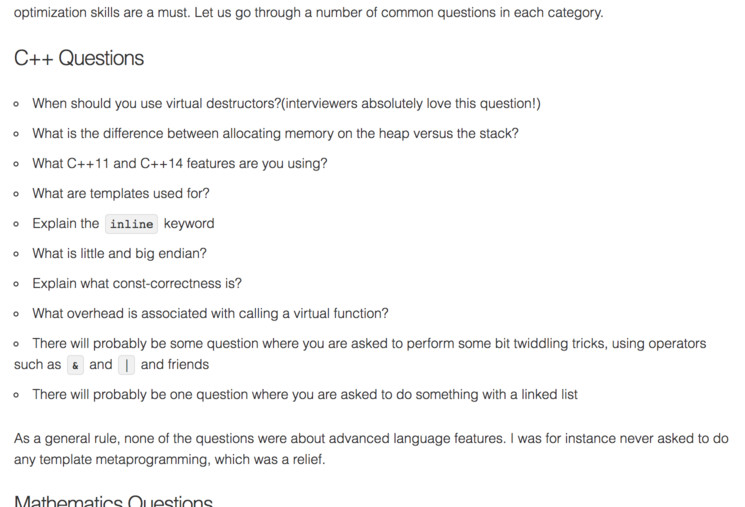 optimization skills are a must. Let us go through a number of common questions in each category.
C++ Questions
When should you use virtual destructors?(interviewers absolutely love this question!)
What is the difference between allocating memory on the heap versus the stack?
What C++11 and C++14 features are you using?
What are templates used for?
Explain the inline keyword
What is little and big endian?
Explain what const-correctness is?
What overhead is associated with calling a virtual function?
There will probably be some question where you are asked to perform some bit twiddling tricks, using operators
such as & and | and friends
There will probably be one question where you are asked to do something with a linked list
As a general rule, none of the questions were about advanced language features. I was for instance never asked to do
any template metaprogramming, which was a relief.
Mathematics Questions